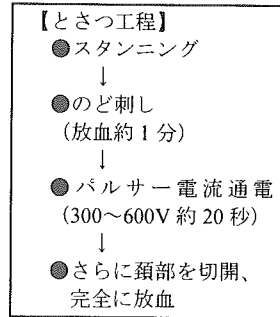 【とさつ工程】
●スタンニング
↓
●のど刺し
(放血約1分)
↓
●パルサー電流通電
(300～600V 約20秒)
↓
●さらに頚部を切開、
完全に放血